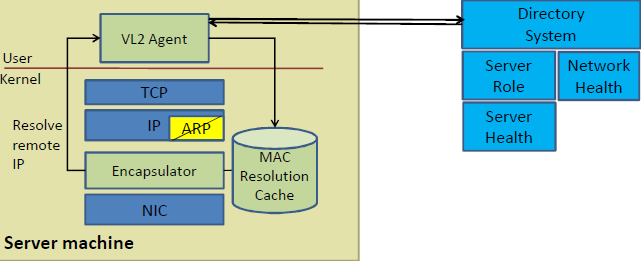 VL2 Agent
User
Kernel
TCP
IP
ARP
Resolve
remote
IP
Encapsulator
MAC
Resolution
Cache
NIC
Server machine
Directory
System
Server
Role
Network
Health
Server
Health